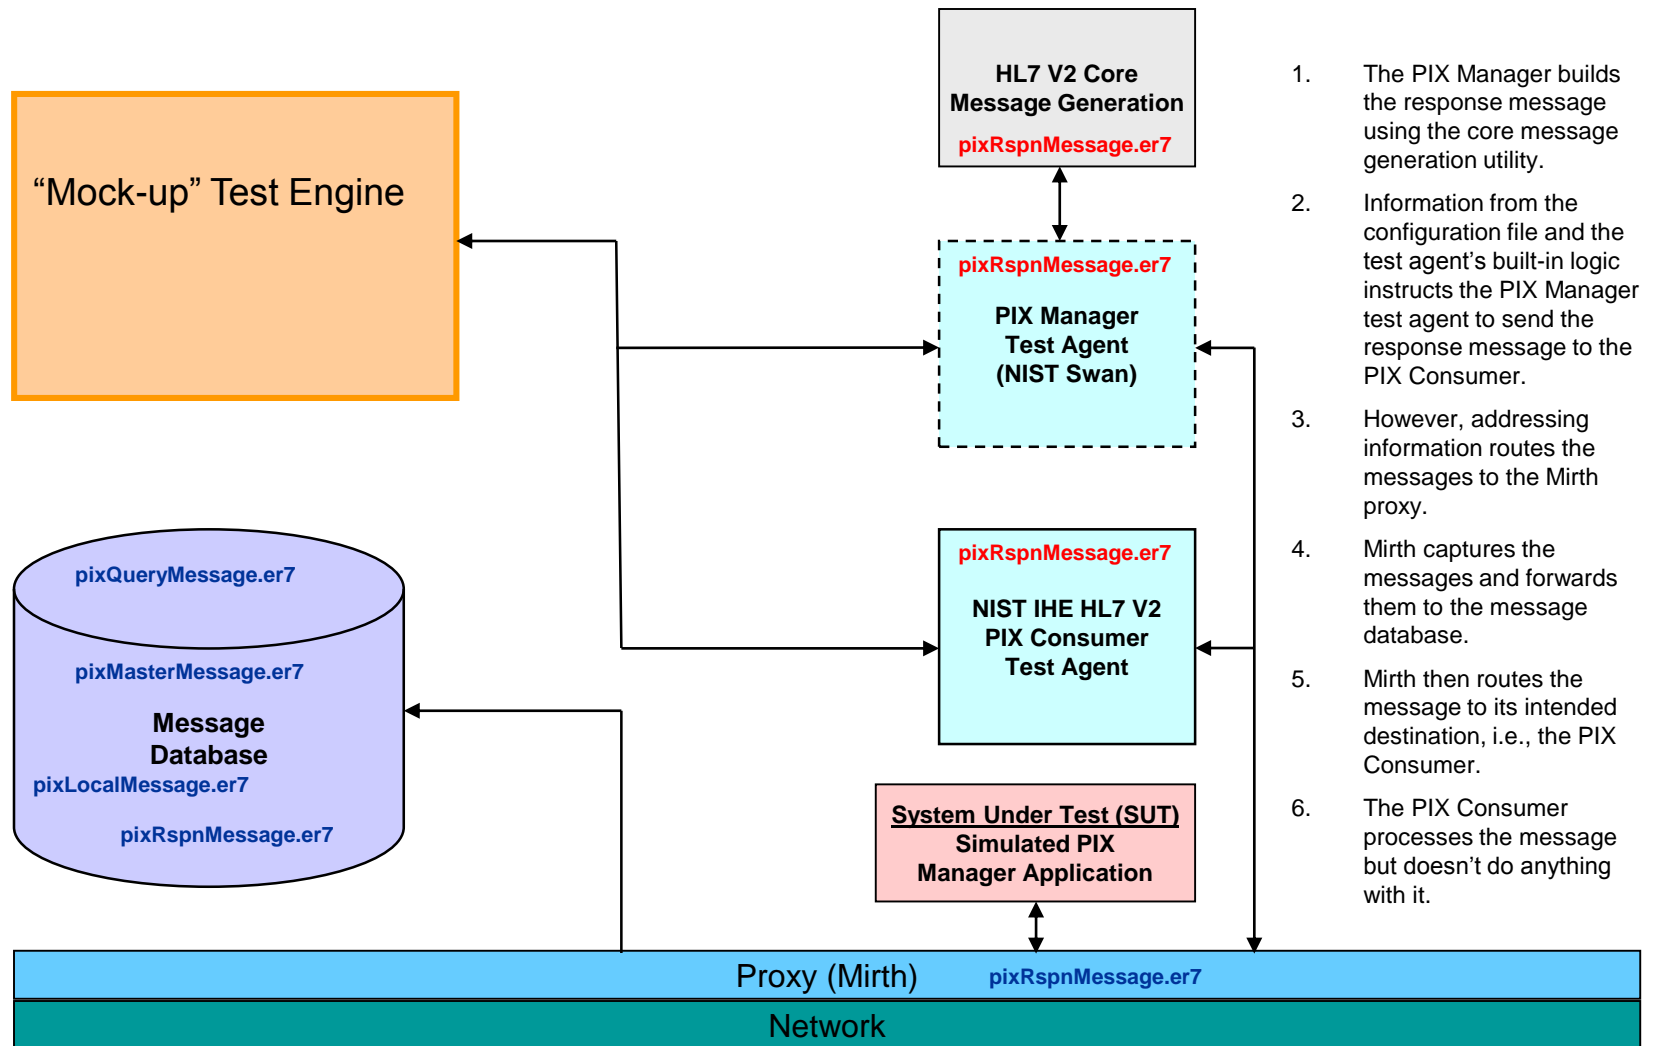 HL7 V2 Core
Message Generation
pixRspnMessage.er7
“Mock-up” Test Engine
pixRspnMessage.er7
PIX Manager
Test Agent
(NIST Swan)
pixRspnMessage.er7
NIST IHE HL7 V2
PIX Consumer
Test Agent
pixQueryMessage.er7
pixMasterMessage.er7
Message
Database
pixLocalMessage.er7
pixRspnMessage.er7
System Under Test (SUT)
Simulated PIX
Manager Application
Proxy (Mirth) pixRspnMessage.er7
Network
1. The PIX Manager builds
the response message
using the core message
generation utility.
2. Information from the
configuration file and the
test agent’s built-in logic
instructs the PIX Manager
test agent to send the
response message to the
PIX Consumer.
3. However, addressing
information routes the
messages to the Mirth
proxy.
4. Mirth captures the
messages and forwards
them to the message
database.
5. Mirth then routes the
message to its intended
destination, i.e., the PIX
Consumer.
6. The PIX Consumer
processes the message
but doesn’t do anything
with it.